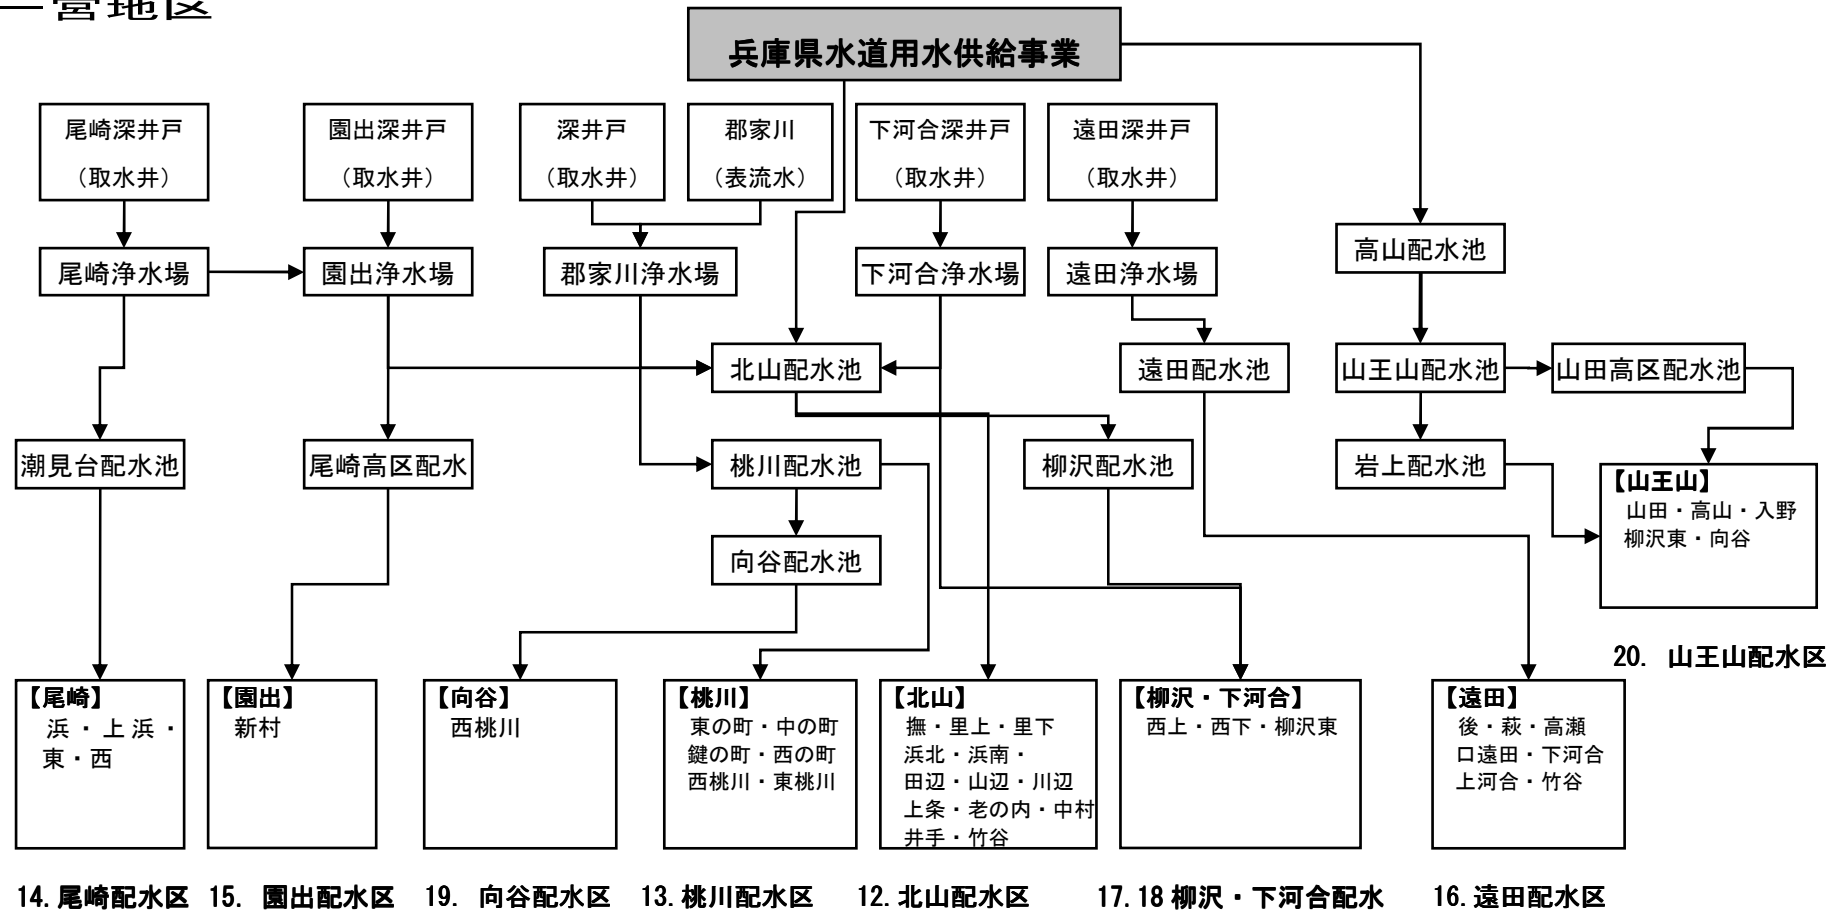 一宮地区
兵庫県水道用水供給事業
尾崎深井戸
（取水井）
園出深井戸
（取水井）
深井戸
（取水井）
郡家川
（表流水）
下河合深井戸
（取水井）
遠田深井戸
（取水井）
高山配水池
尾崎浄水場
園出浄水場
郡家川浄水場
下河合浄水場
遠田浄水場
北山配水池
遠田配水池
山王山配水池
山田高区配水池
潮見台配水池
尾崎高区配水
桃川配水池
柳沢配水池
岩上配水池
【山王山】
山田・高山・入野
柳沢東・向谷
向谷配水池
20. 山王山配水区
【尾崎】
浜・上浜・
東・西
【園出】
新村
【向谷】
西桃川
【桃川】
東の町・中の町
鍵の町・西の町
西桃川・東桃川
【北山】
撫・里上・里下
浜北・浜南・
田辺・山辺・川辺
上条・老の内・中村
井手・竹谷
【柳沢・下河合】
西上・西下・柳沢東
【遠田】
後・萩・高瀬
口遠田・下河合
上河合・竹谷
14. 尾崎配水区
15. 園出配水区
19. 向谷配水区
13. 桃川配水区
12. 北山配水区
17. 18 柳沢・下河合配水
16. 遠田配水区